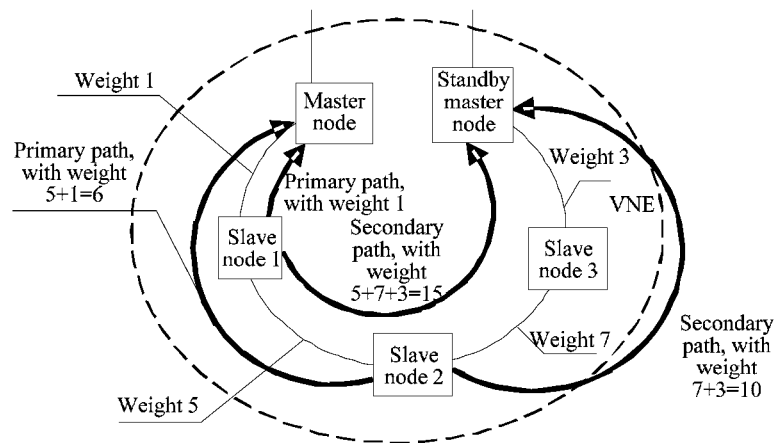 Weight 1
Master
node
Standby
master
node
Primary path,
with weight
5+1=6
Weight 3
Primary path,
with weight 1
VNE
Slave
node 1
Secondary
path, with
weight
5+7+3=15
Slave
node 3
Slave
node 2
Weight 7
Secondary
path, with
weight
7+3=10
Weight 5